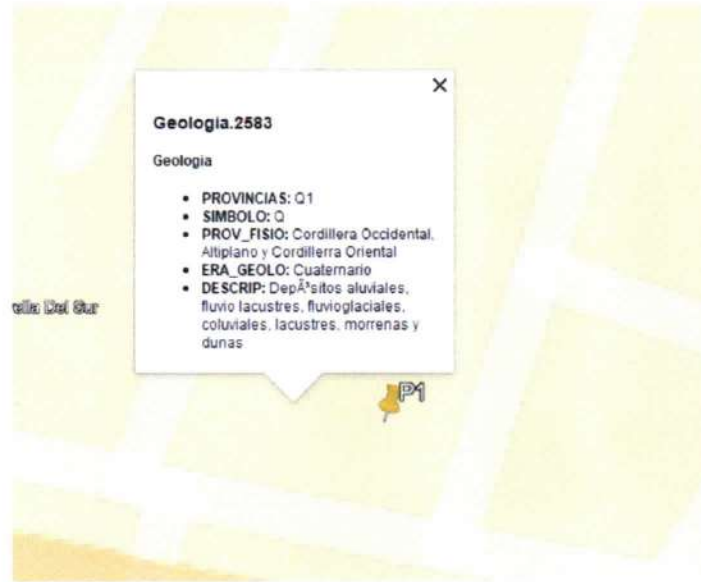 ×
Geologia.2583
Geologia
• PROVINCIAS: Q1
• SIMBOLO: Q
• PROV_FISIO: Cordillera Occidental,
Altiplano y Cordillerra Oriental
• ERA_GEOLO: Cuaternario
• DESCRIP: DepÃ³sitos aluviales,
fluvio lacustres, fluvioglaciales,
coluviales, lacustres, morrenas y
dunas
Del Sur
P1